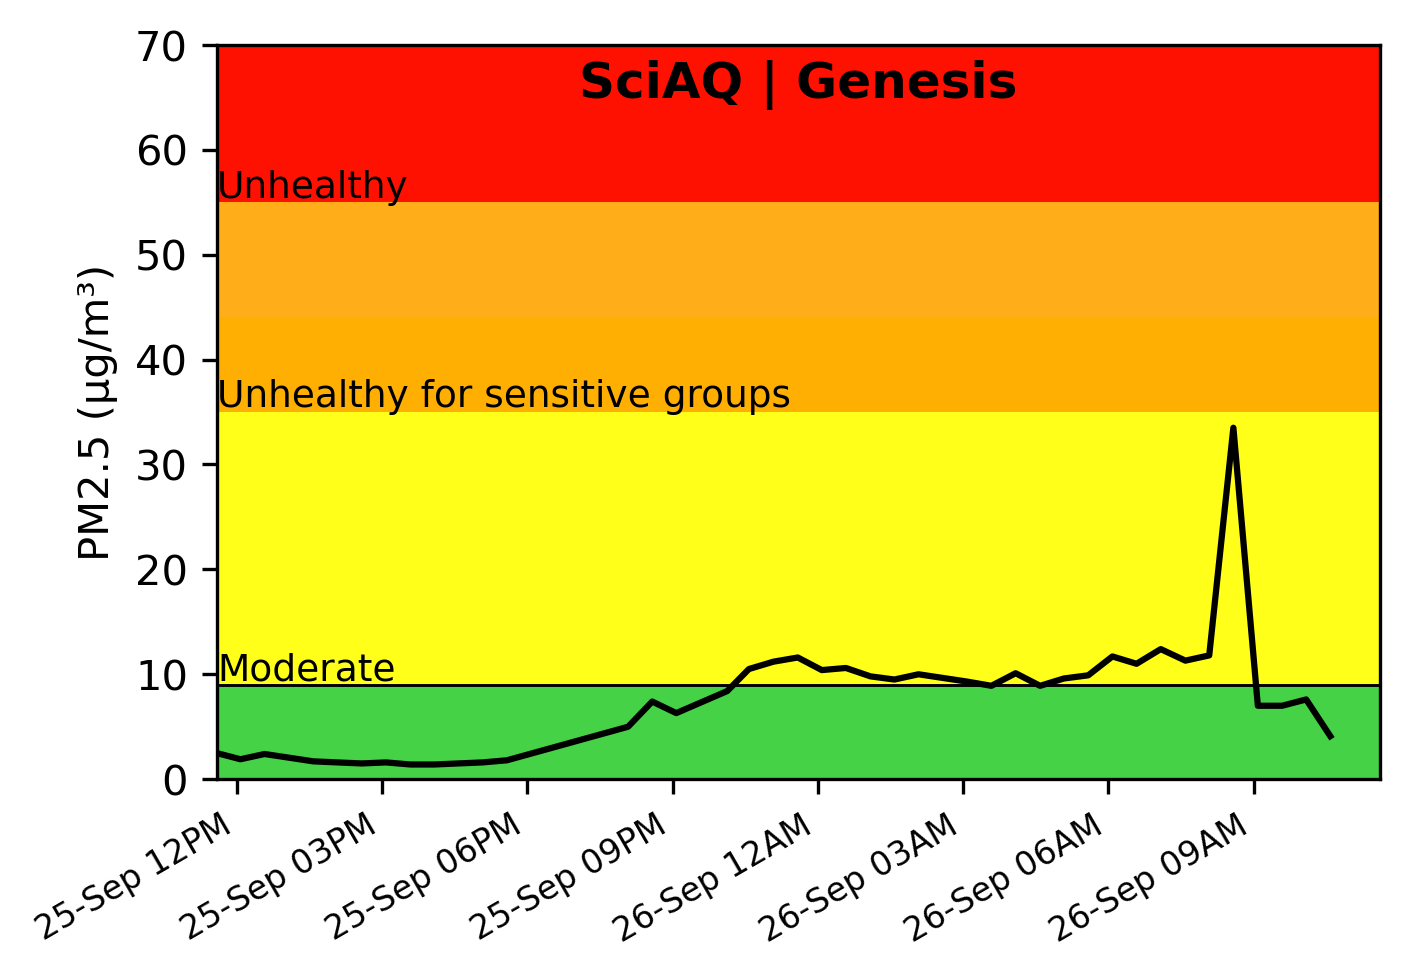 SciAQ | Genesis
PM2.5 (μg/m³)
70
60
50
40
30
20
10
0
Unhealthy
Unhealthy for sensitive groups
Moderate
25-Sep 12PM
25-Sep 03PM
25-Sep 06PM
25-Sep 09PM
26-Sep 12AM
26-Sep 03AM
26-Sep 06AM
26-Sep 09AM